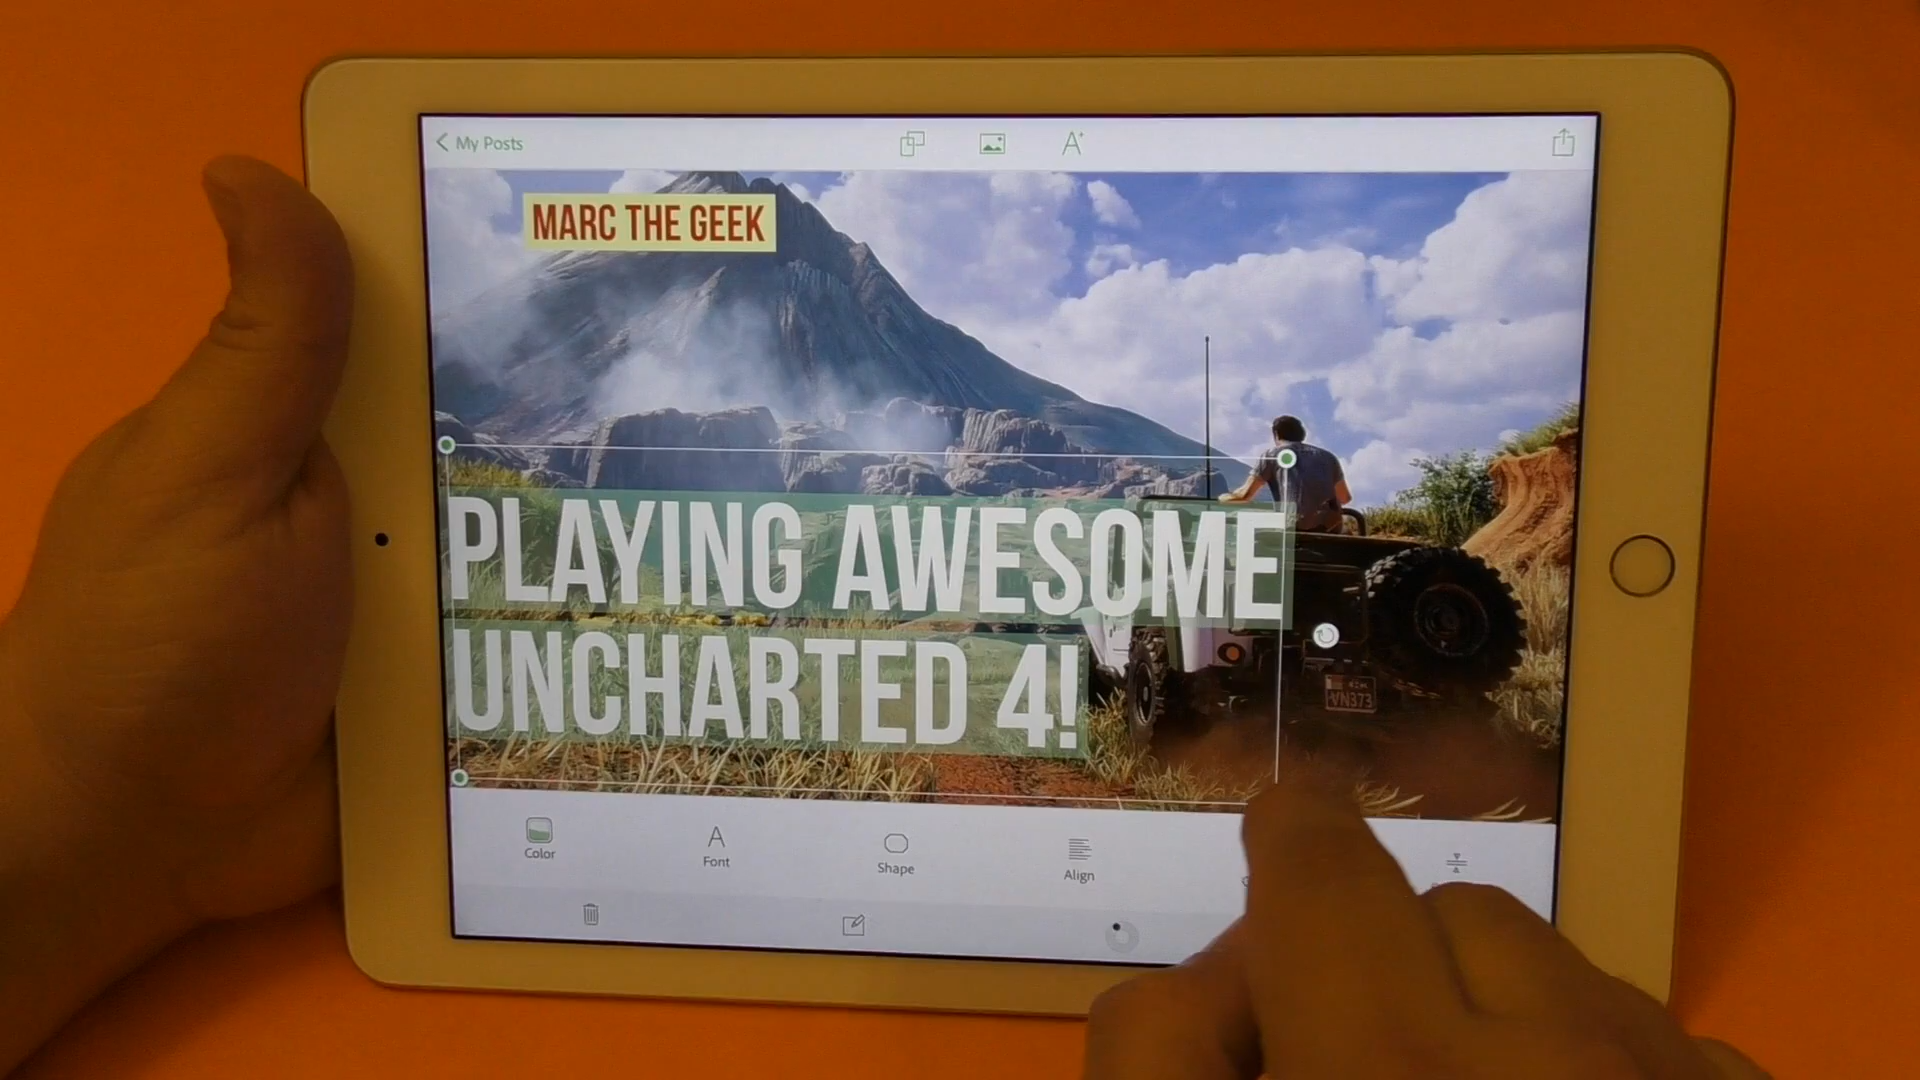 My Posts
MARC THE GEEK
PLAYING AWESOME
UNCHARTED 4!
VN373
Color
Font
Shape
Align